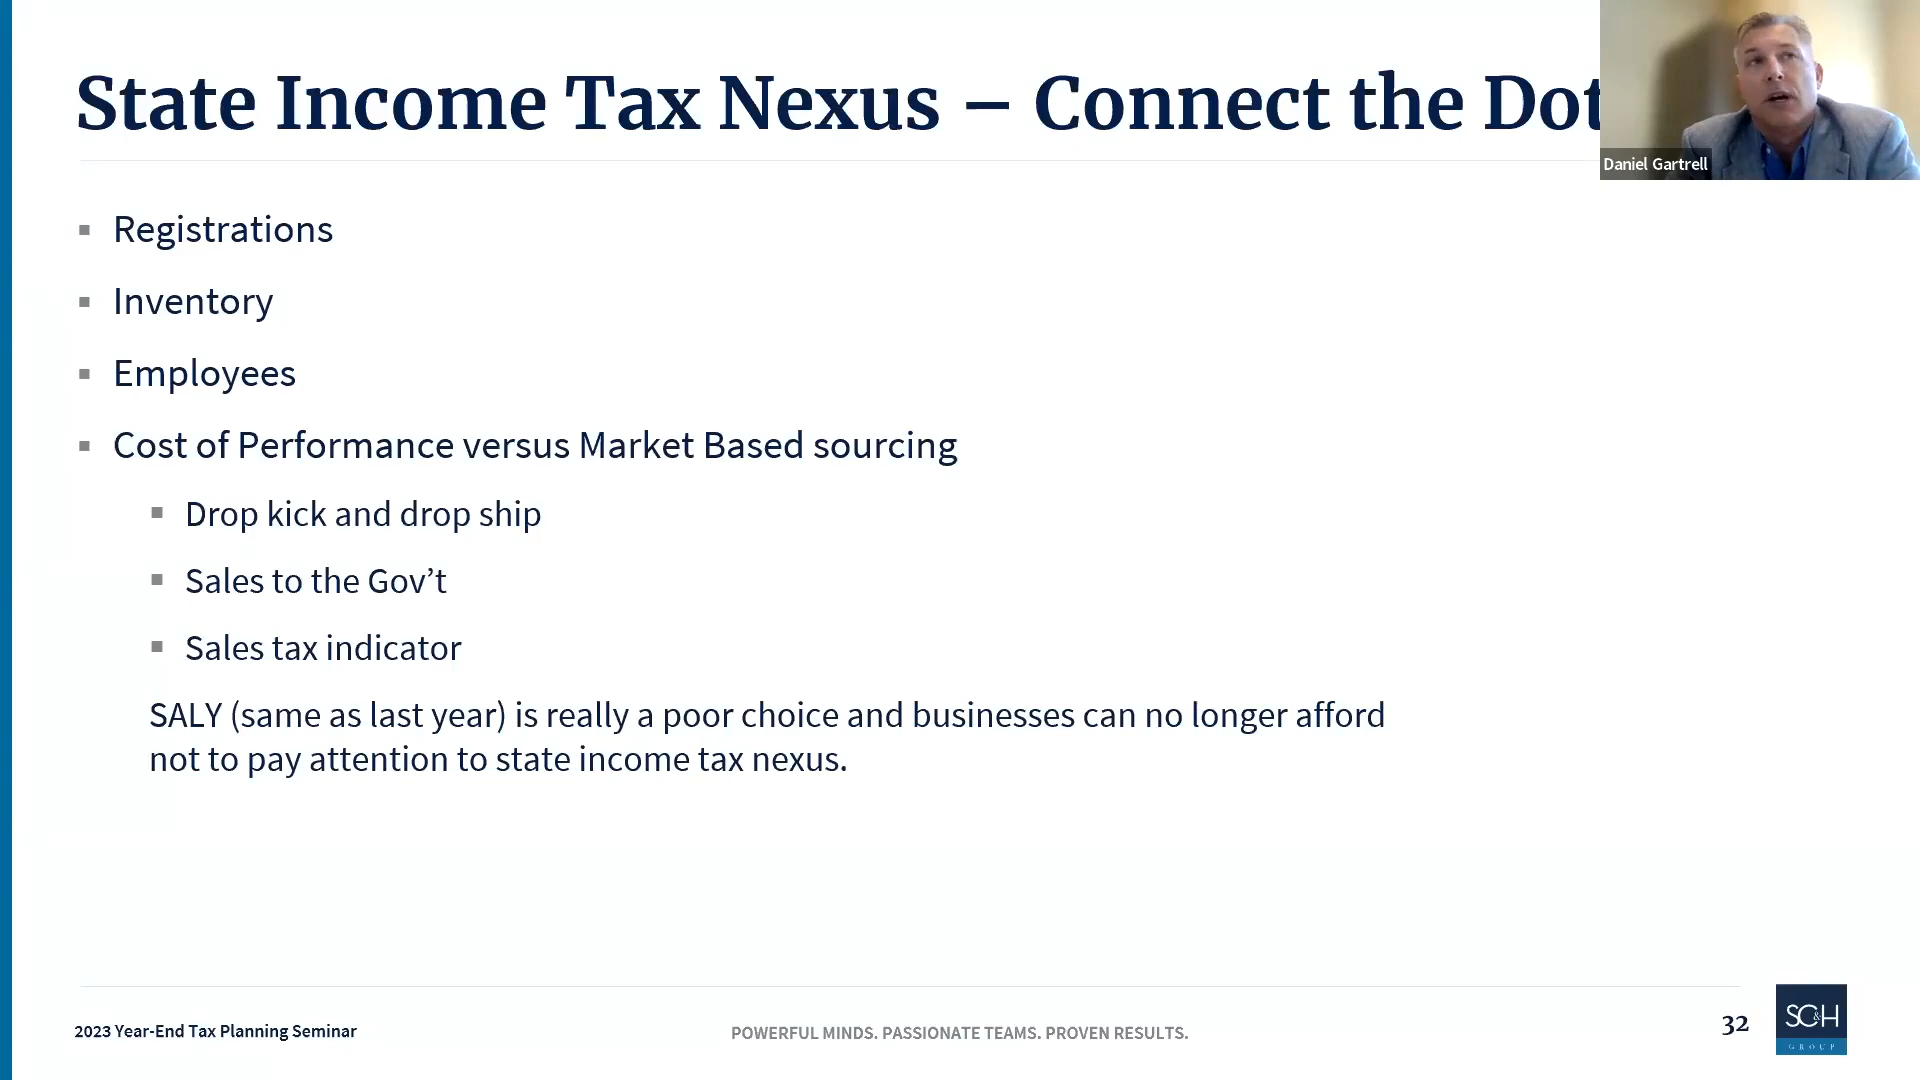 State Income Tax Nexus – Connect the Dot
Daniel Gartrell
Registrations
Inventory
Employees
Cost of Performance versus Market Based sourcing
Drop kick and drop ship
Sales to the Gov’t
Sales tax indicator
SALY (same as last year) is really a poor choice and businesses can no longer afford
not to pay attention to state income tax nexus.
2023 Year-End Tax Planning Seminar
POWERFUL MINDS. PASSIONATE TEAMS. PROVEN RESULTS.
32
SC&H
GROUP